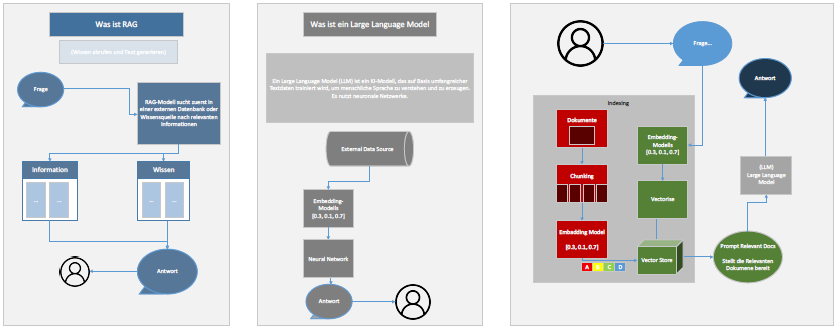 Was ist RAG
(Wissen abrufen und Text generieren)
Frage
RAG-Modell sucht zuerst in
einer externen Datenbank oder
Wissensquelle nach relevanten
Informationen
Information
Wissen
...
...
...
...
Antwort
Was ist ein Large Language Model
Ein Large Language Model (LLM) ist ein KI-Modell, das auf Basis umfangreicher
Textdaten trainiert wird, um menschliche Sprache zu verstehen und zu erzeugen.
Es nutzt neuronale Netzwerke.
External Data Source
Embedding-
Modells
[0.3, 0.1, 0.7]
Neural Network
Antwort
Frage...
Antwort
Indexing
Dokumente
Chunking
Embedding Model
[0.3, 0.1, 0.7]
A B C D
Embedding-
Modells
[0.3, 0.1, 0.7]
Vectorise
Vector Store
Prompt Relevant Docs
Stellt die Relevanten
Dokumene bereit
(LLM)
Large Language
Model